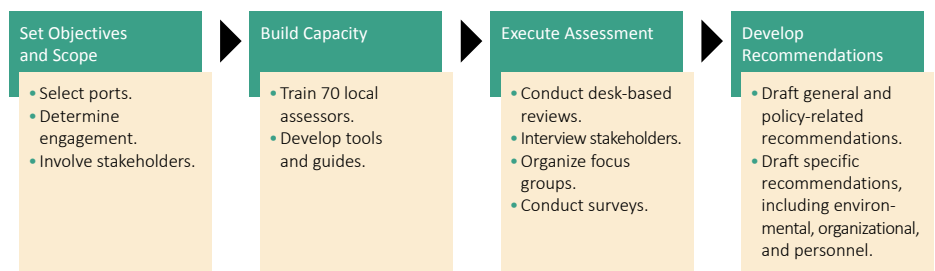 Set Objectives
and Scope
• Select ports.
• Determine
engagement.
• Involve stakeholders.
Build Capacity
• Train 70 local
assessors.
• Develop tools
and guides.
Execute Assessment
• Conduct desk-based
reviews.
• Interview stakeholders.
• Organize focus
groups.
• Conduct surveys.
Develop
Recommendations
• Draft general and
policy-related
recommendations.
• Draft specific
recommendations,
including environ-
mental, organizational,
and personnel.